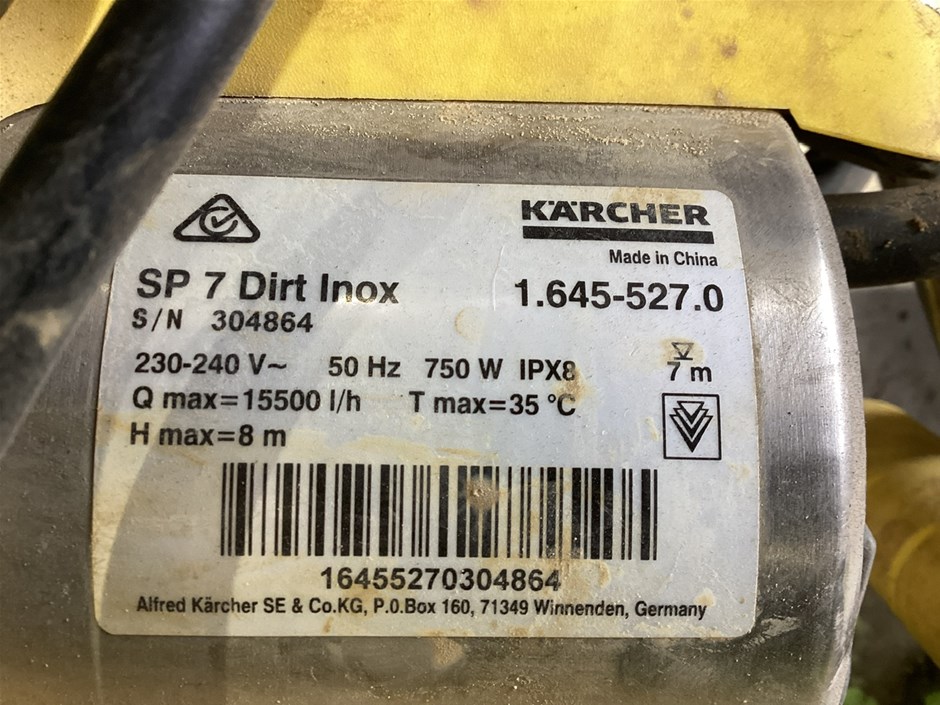 KÄRCHER
Made in China
SP 7 Dirt Inox 1.645-527.0
S/N 304864
230-240 V~ 50 Hz 750 W IPX8 7 m
Q max=15500 l/h T max=35 °C
H max=8 m
16455270304864
Alfred Kärcher SE & Co.KG, P.O.Box 160, 71349 Winnenden, Germany